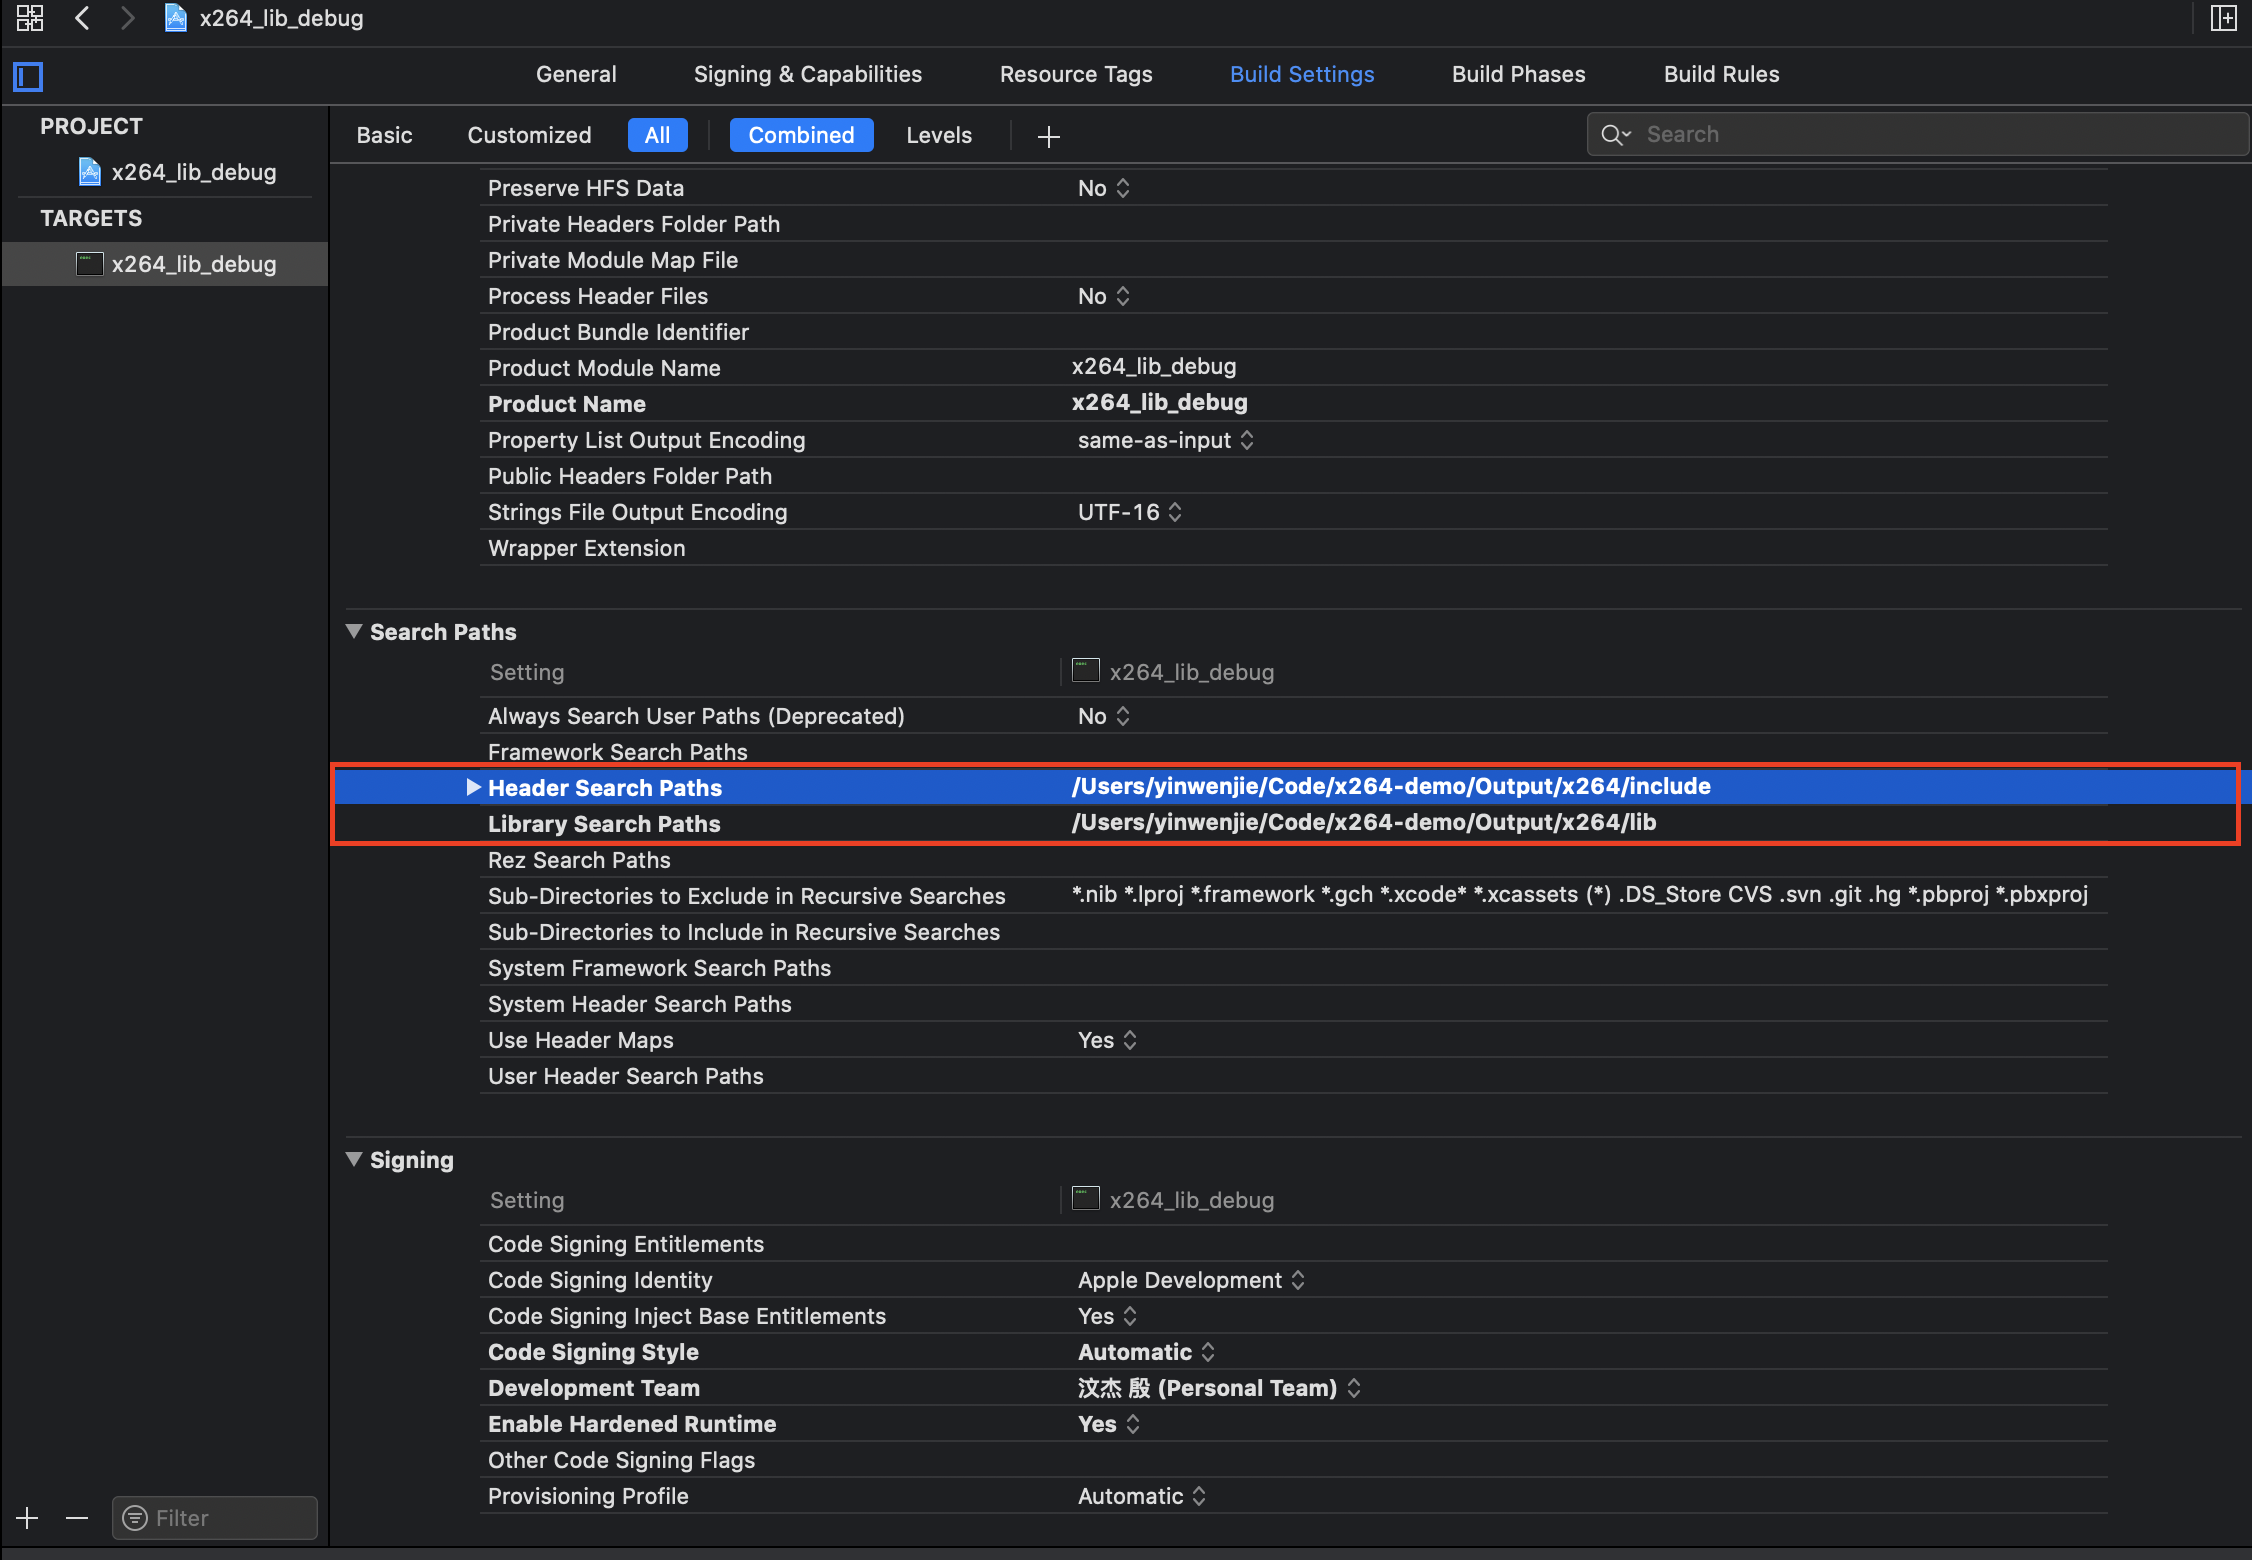 x264_lib_debug
General Signing & Capabilities Resource Tags Build Settings Build Phases Build Rules
PROJECT
x264_lib_debug
TARGETS
x264_lib_debug
Filter
Basic Customized All Combined Levels Search
Preserve HFS Data No
Private Headers Folder Path
Private Module Map File
Process Header Files No
Product Bundle Identifier
Product Module Name x264_lib_debug
Product Name x264_lib_debug
Property List Output Encoding same-as-input
Public Headers Folder Path
Strings File Output Encoding UTF-16
Wrapper Extension
Search Paths
Setting x264_lib_debug
Always Search User Paths (Deprecated) No
Framework Search Paths
Header Search Paths /Users/yinwenjie/Code/x264-demo/Output/x264/include
Library Search Paths /Users/yinwenjie/Code/x264-demo/Output/x264/lib
Rez Search Paths
Sub-Directories to Exclude in Recursive Searches *.nib *.lproj *.framework *.gch *.xcode* *.xcassets (*) .DS_Store CVS .svn .git .hg *.pbproj *.pbxproj
Sub-Directories to Include in Recursive Searches
System Framework Search Paths
System Header Search Paths
Use Header Maps Yes
User Header Search Paths
Signing
Setting x264_lib_debug
Code Signing Entitlements
Code Signing Identity Apple Development
Code Signing Inject Base Entitlements Yes
Code Signing Style Automatic
Development Team 汶杰 殷 (Personal Team)
Enable Hardened Runtime Yes
Other Code Signing Flags
Provisioning Profile Automatic